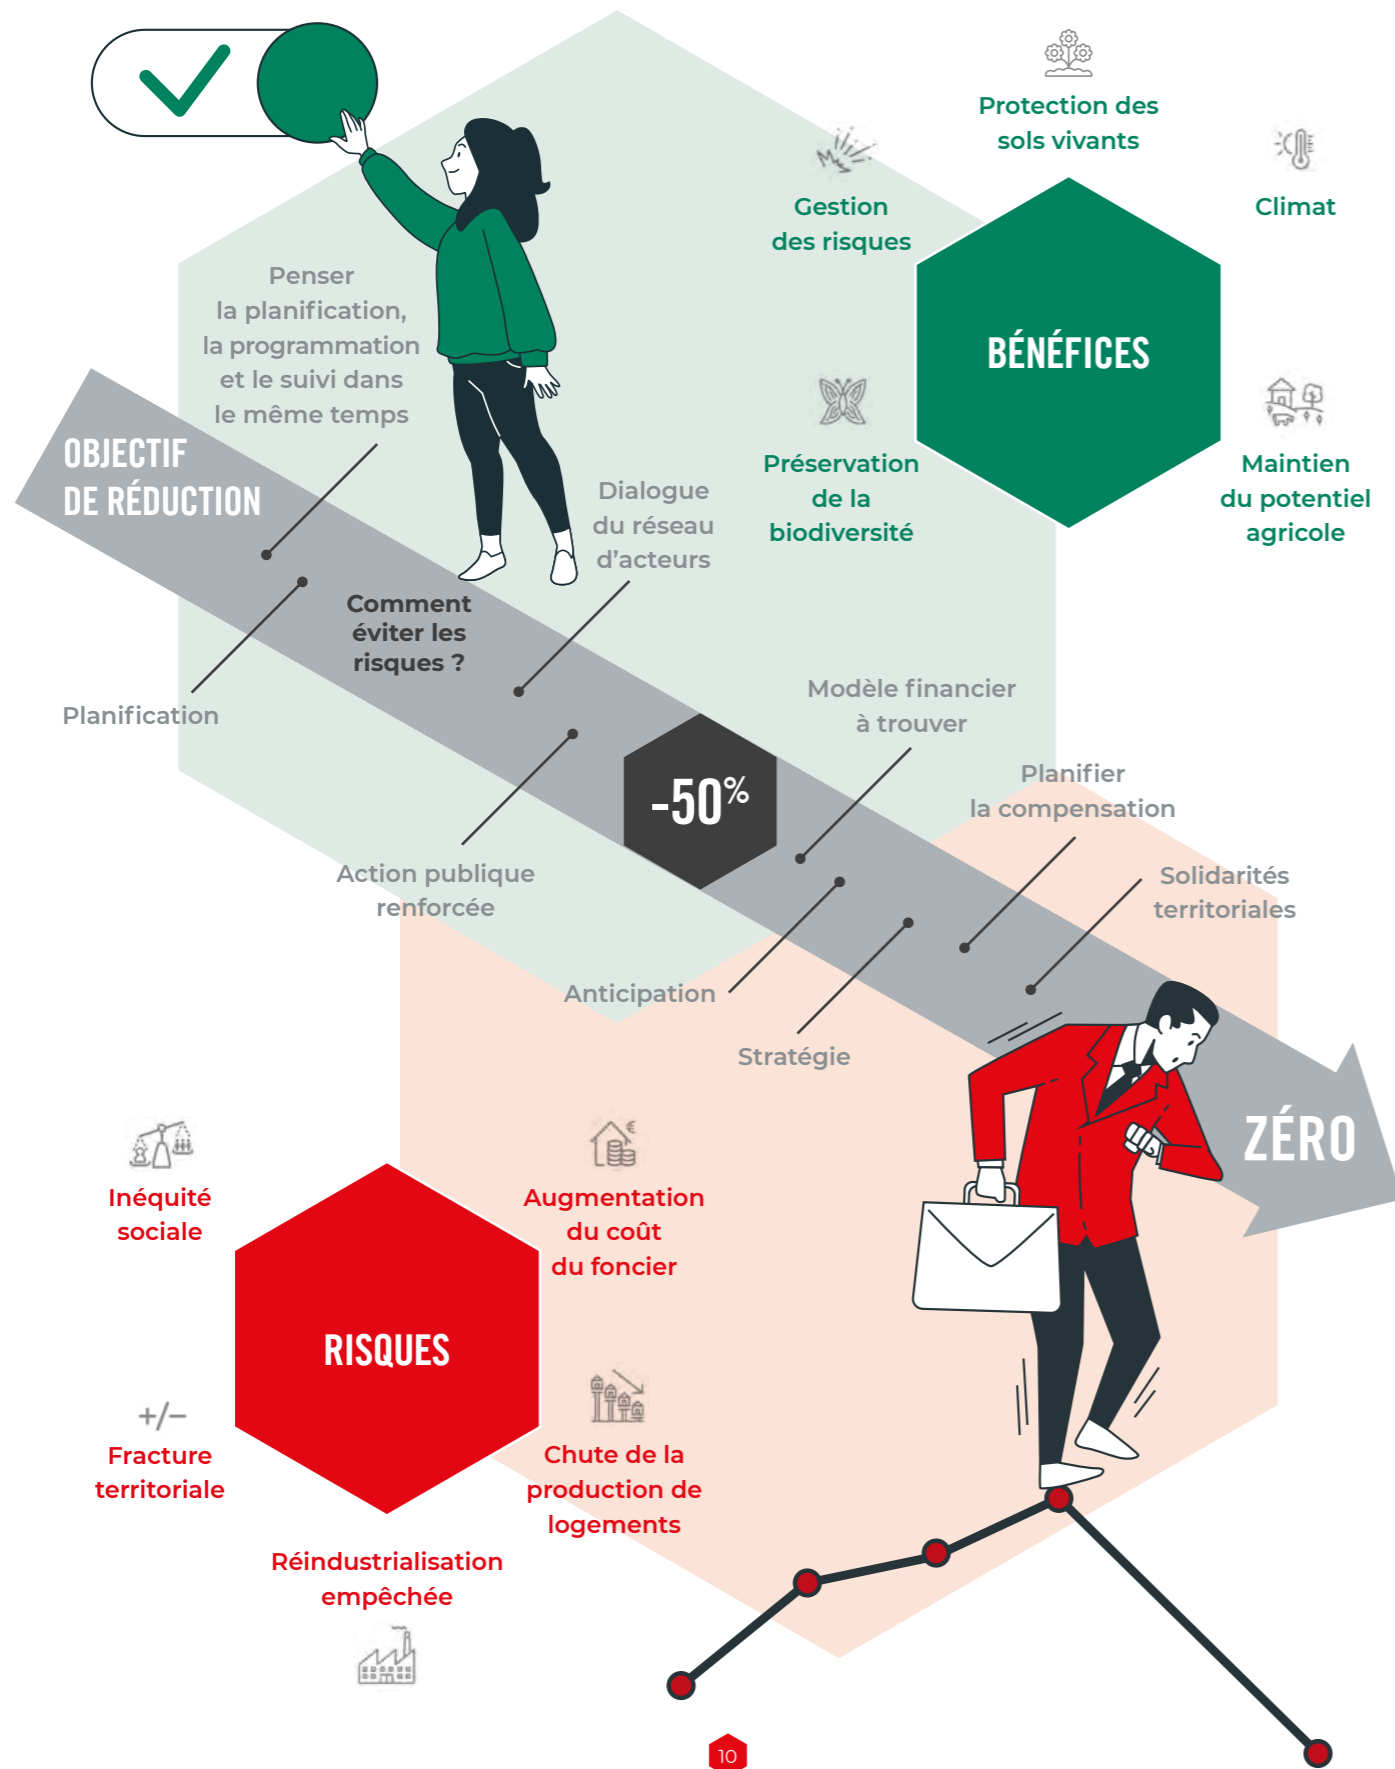 Protection des
sols vivants
Gestion
des risques
Climat
BÉNÉFICES
Préservation
de la
biodiversité
Maintien
du potentiel
agricole
Penser
la planification,
la programmation
et le suivi dans
le même temps
OBJECTIF
DE RÉDUCTION
Dialogue
du réseau
d’acteurs
Comment
éviter les
risques ?
Planification
Action publique
renforcée
-50%
Modèle financier
à trouver
Planifier
la compensation
Solidarités
territoriales
Anticipation
Stratégie
ZÉRO
Inéquité
sociale
Augmentation
du coût
du foncier
RISQUES
+/−
Fracture
territoriale
Chute de la
production de
logements
Réindustrialisation
empêchée
10